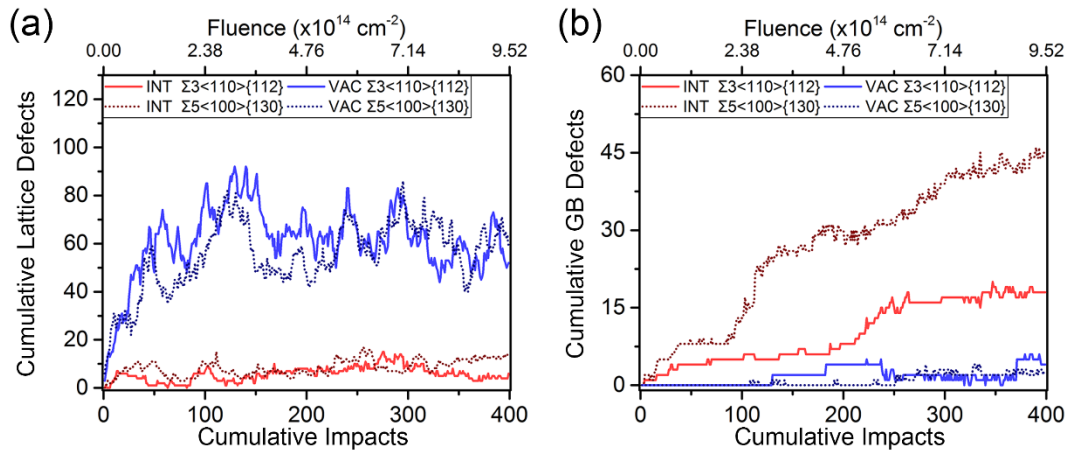 (a)
Fluence (x10¹⁴ cm⁻²)
0.00 2.38 4.76 7.14 9.52
INT Σ3<110>{112} VAC Σ3<110>{112}
INT Σ5<100>{130} VAC Σ5<100>{130}
120
100
80
60
40
20
0
Cumulative Lattice Defects
0 100 200 300 400
Cumulative Impacts
(b)
Fluence (x10¹⁴ cm⁻²)
0.00 2.38 4.76 7.14 9.52
60
INT Σ3<110>{112} VAC Σ3<110>{112}
INT Σ5<100>{130} VAC Σ5<100>{130}
45
30
15
0
Cumulative GB Defects
0 100 200 300 400
Cumulative Impacts